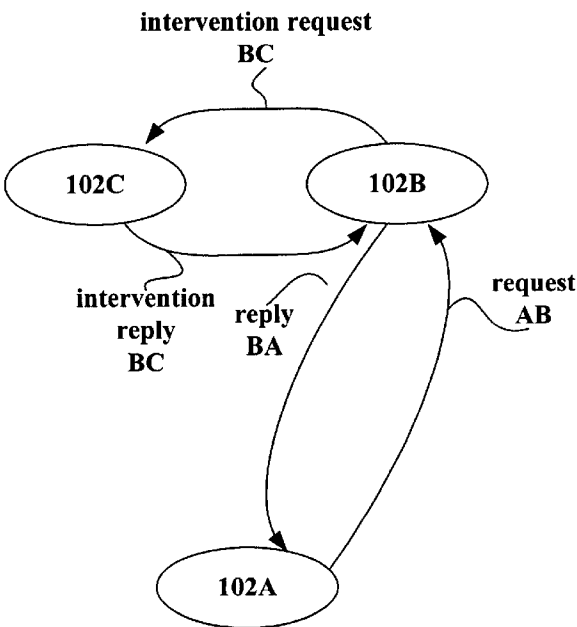 intervention request
BC
102C
102B
intervention
reply
BC
reply
BA
request
AB
102A